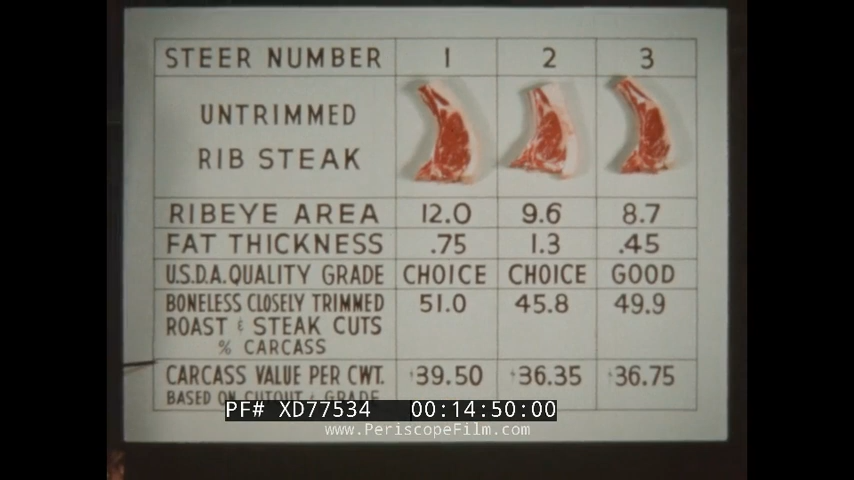 STEER NUMBER 1 2 3
UNTRIMMED
RIB STEAK
RIBEYE AREA 12.0 9.6 8.7
FAT THICKNESS .75 1.3 .45
U.S.D.A. QUALITY GRADE CHOICE CHOICE GOOD
BONELESS CLOSELY TRIMMED 51.0 45.8 49.9
ROAST & STEAK CUTS
% CARCASS
CARCASS VALUE PER CWT. $39.50 $36.35 $36.75
BASED ON CUTOUT & GRADE
PF# XD77534 00:14:50:00
www.PeriscopeFilm.com